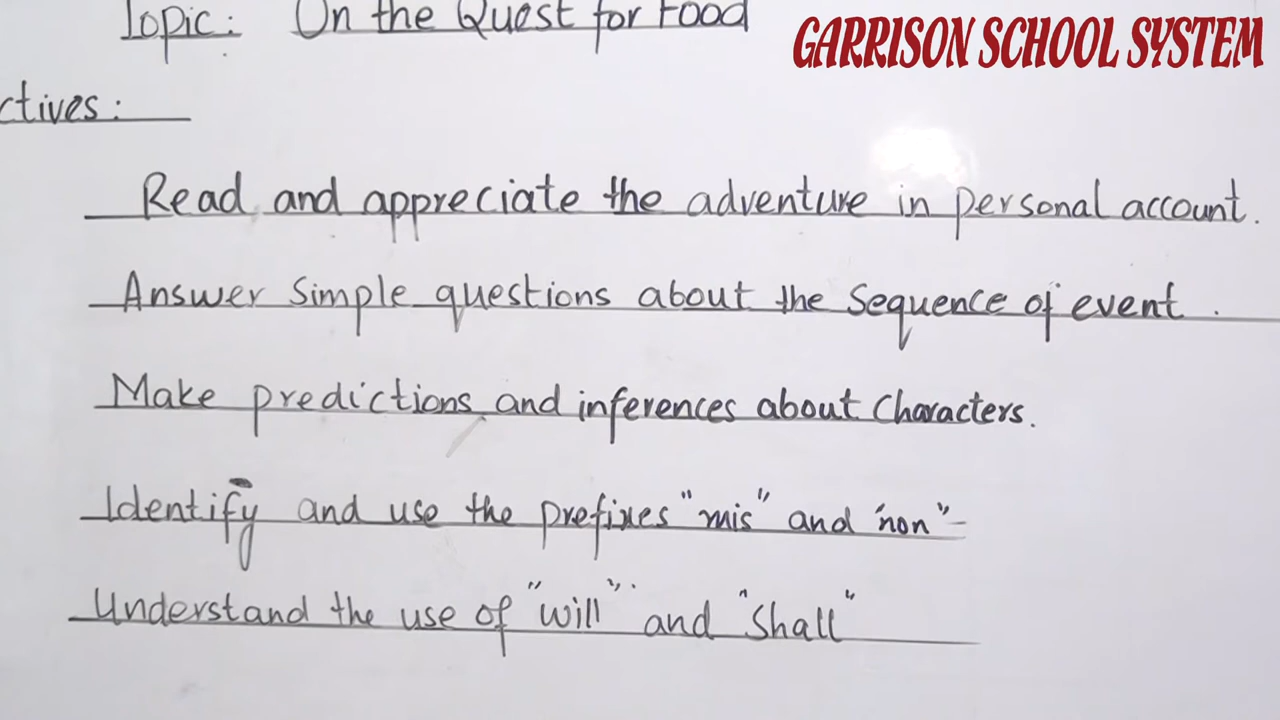 Topic: On the Quest for Food
GARRISON SCHOOL SYSTEM
ctives:
Read and appreciate the adventure in personal account.
Answer Simple questions about the Sequence of event.
Make predictions and inferences about Characters.
Identify and use the prefixes "mis" and "non"
Understand the use of "will" and "Shall"